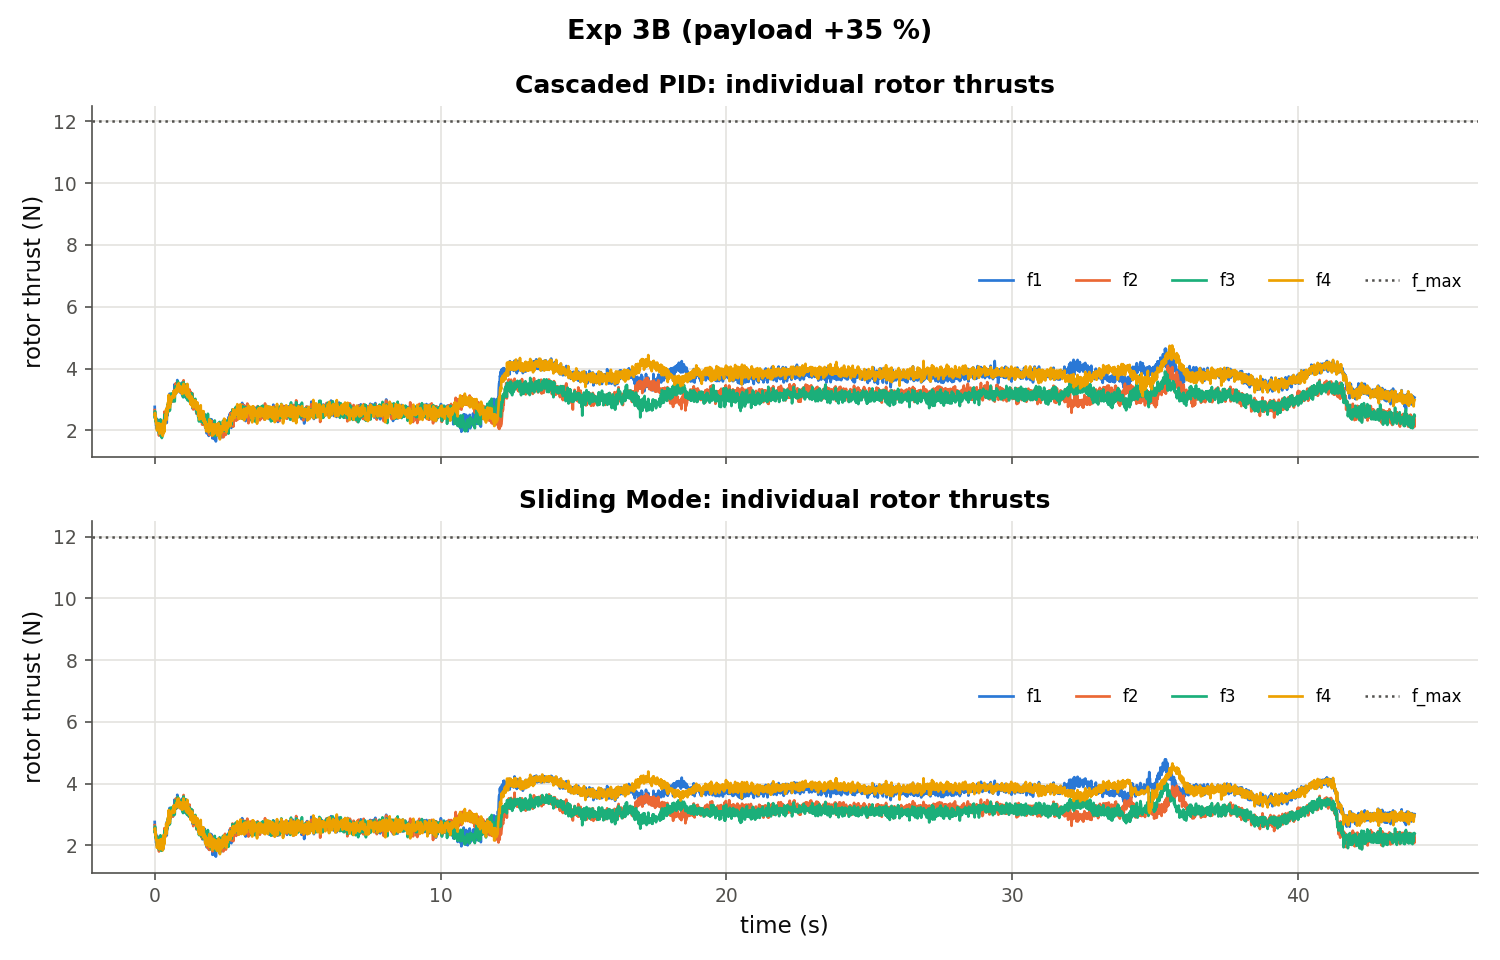 Exp 3B (payload +35 %)
Cascaded PID: individual rotor thrusts
rotor thrust (N)
12
10
8
6
4
2
f1 f2 f3 f4 f_max
Sliding Mode: individual rotor thrusts
rotor thrust (N)
12
10
8
6
4
2
f1 f2 f3 f4 f_max
0 10 20 30 40
time (s)